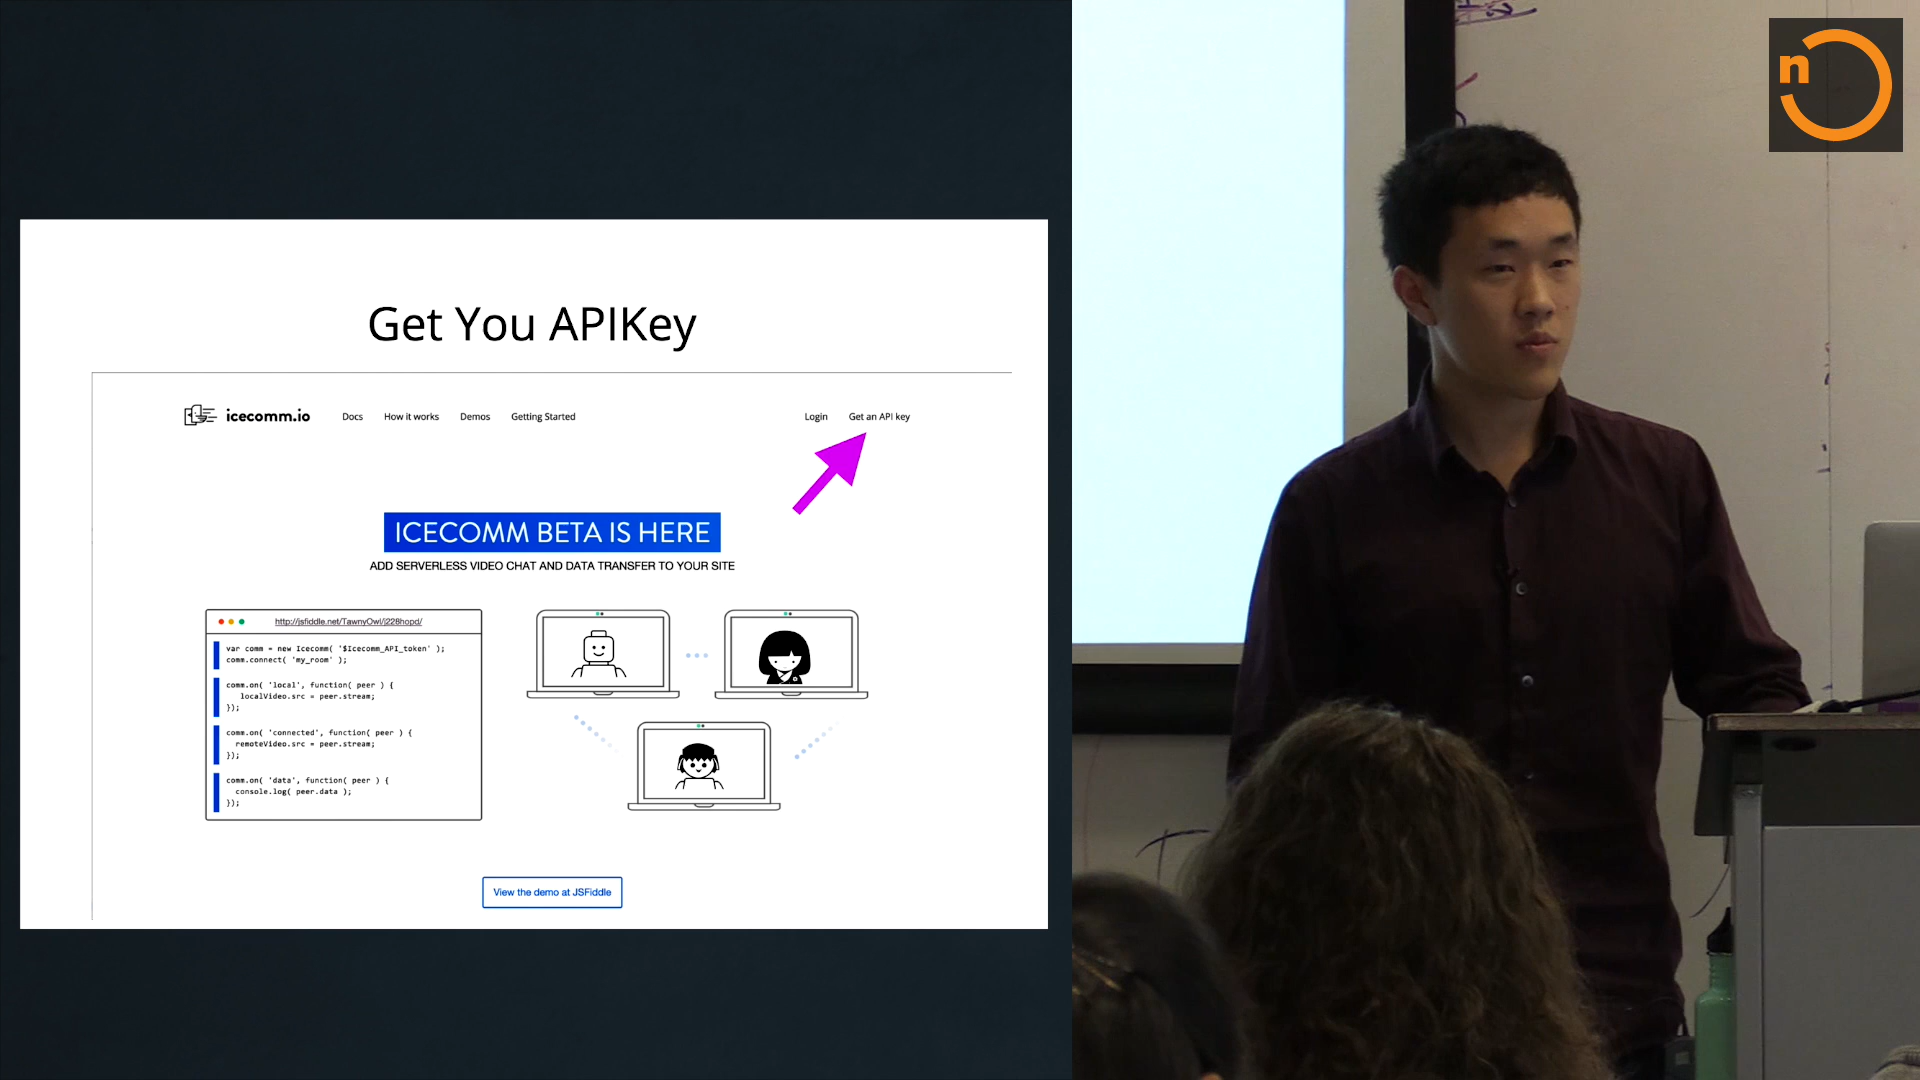 n
Get You APIKey
icecomm.io Docs How it works Demos Getting Started Login Get an API key
ICECOMM BETA IS HERE
ADD SERVERLESS VIDEO CHAT AND DATA TRANSFER TO YOUR SITE
http://jsfiddle.net/TawnyOwl/j228hopd/
var comm = new Icecomm( '$Icecomm_API_token' );
comm.connect( 'my_room' );
comm.on( 'local', function( peer ) {
localVideo.src = peer.stream;
});
comm.on( 'connected', function( peer ) {
remoteVideo.src = peer.stream;
});
comm.on( 'data', function( peer ) {
console.log( peer.data );
});
View the demo at JSFiddle